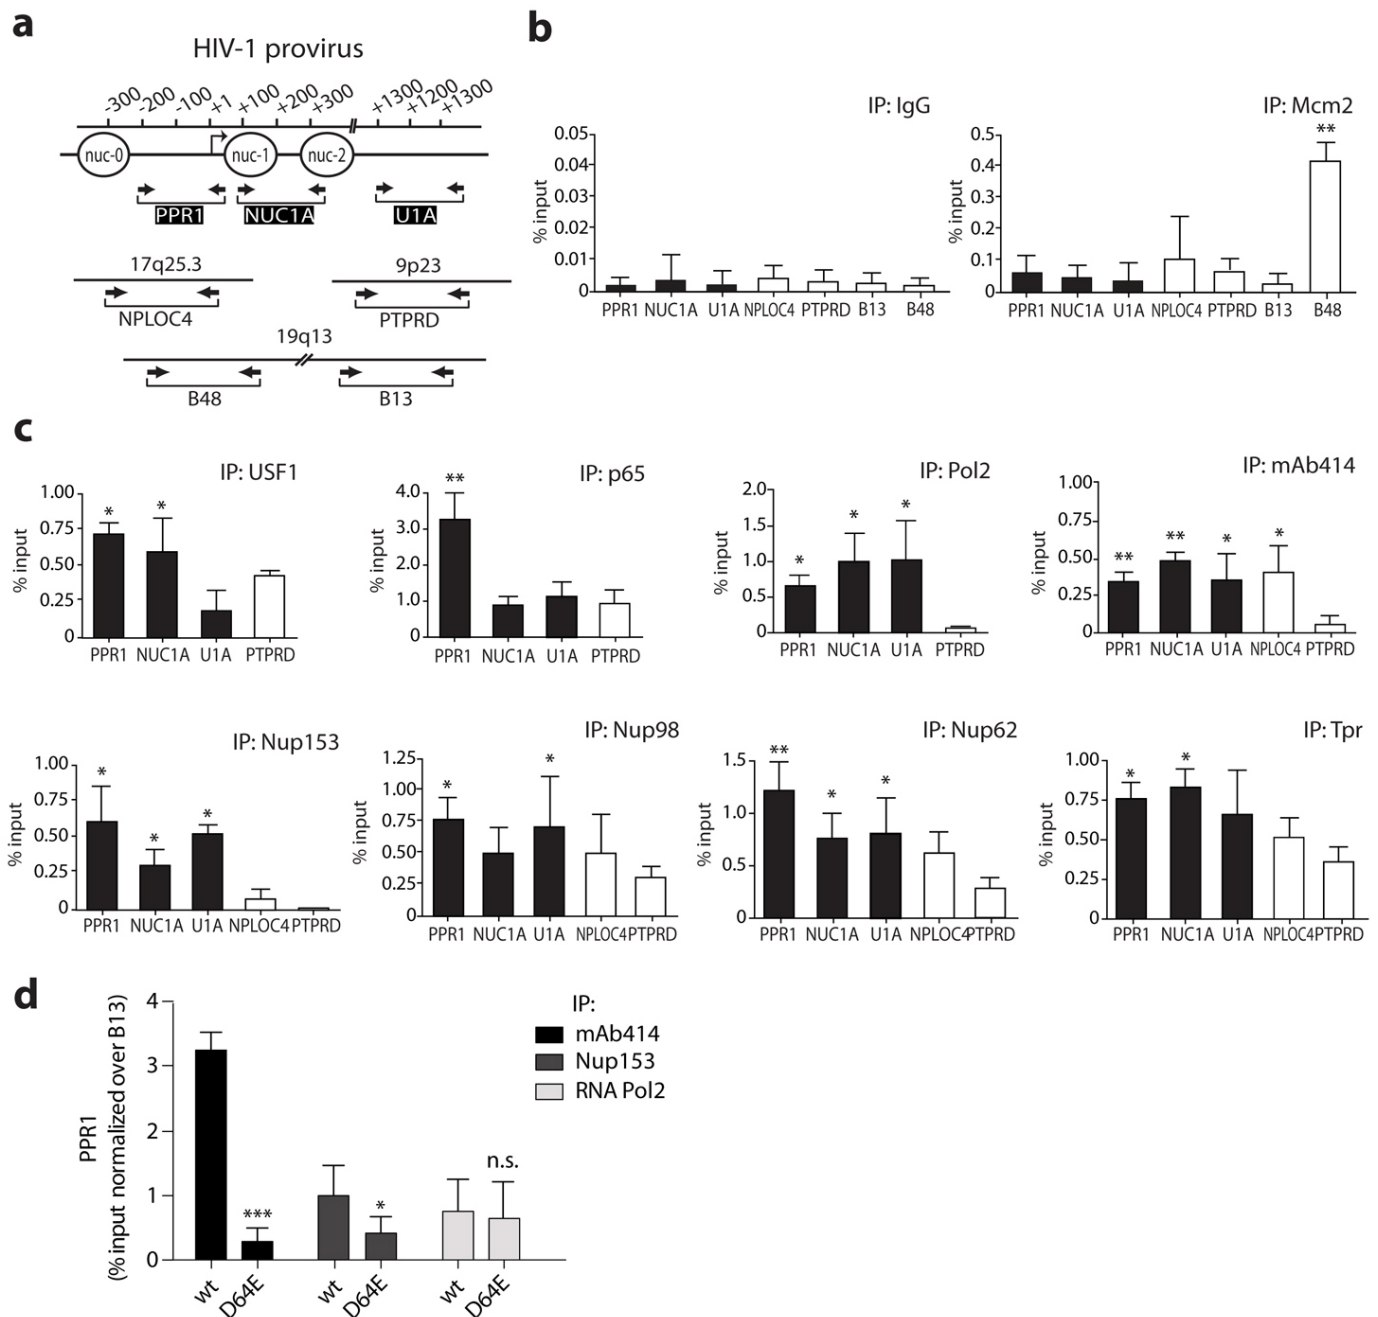 a
HIV-1 provirus
-300 -200 -100 +1 +100 +200 +300 +1300 +1200 +1300
nuc-0 nuc-1 nuc-2
PPR1 NUC1A U1A
17q25.3 9p23
NPLOC4 PTPRD
19q13
B48 B13
b
IP: IgG
% input
0.05
0.04
0.03
0.02
0.01
0
PPR1 NUC1A U1A NPLOC4 PTPRD B13 B48
IP: Mcm2
% input
0.5
0.4
0.3
0.2
0.1
0
**
PPR1 NUC1A U1A NPLOC4 PTPRD B13 B48
c
IP: USF1
% input
1.00
0.75
0.50
0.25
0
* *
PPR1 NUC1A U1A PTPRD
IP: p65
% input
4.0
3.0
2.0
1.0
0
**
PPR1 NUC1A U1A PTPRD
IP: Pol2
% input
2.0
1.5
1.0
0.5
0
* * *
PPR1 NUC1A U1A PTPRD
IP: mAb414
% input
1.00
0.75
0.50
0.25
0
** ** * *
PPR1 NUC1A U1A NPLOC4 PTPRD
IP: Nup153
% input
1.00
0.75
0.50
0.25
0
* * *
PPR1 NUC1A U1A NPLOC4 PTPRD
IP: Nup98
% input
1.25
1.00
0.75
0.50
0.25
0
* *
PPR1 NUC1A U1A NPLOC4 PTPRD
IP: Nup62
% input
1.5
1.0
0.5
0
** * *
PPR1 NUC1A U1A NPLOC4 PTPRD
IP: Tpr
% input
1.00
0.75
0.50
0.25
0
* *
PPR1 NUC1A U1A NPLOC4 PTPRD
d
PPR1
(% input normalized over B13)
4
3
2
1
0
*** * n.s.
wt D64E wt D64E wt D64E
IP:
mAb414
Nup153
RNA Pol2